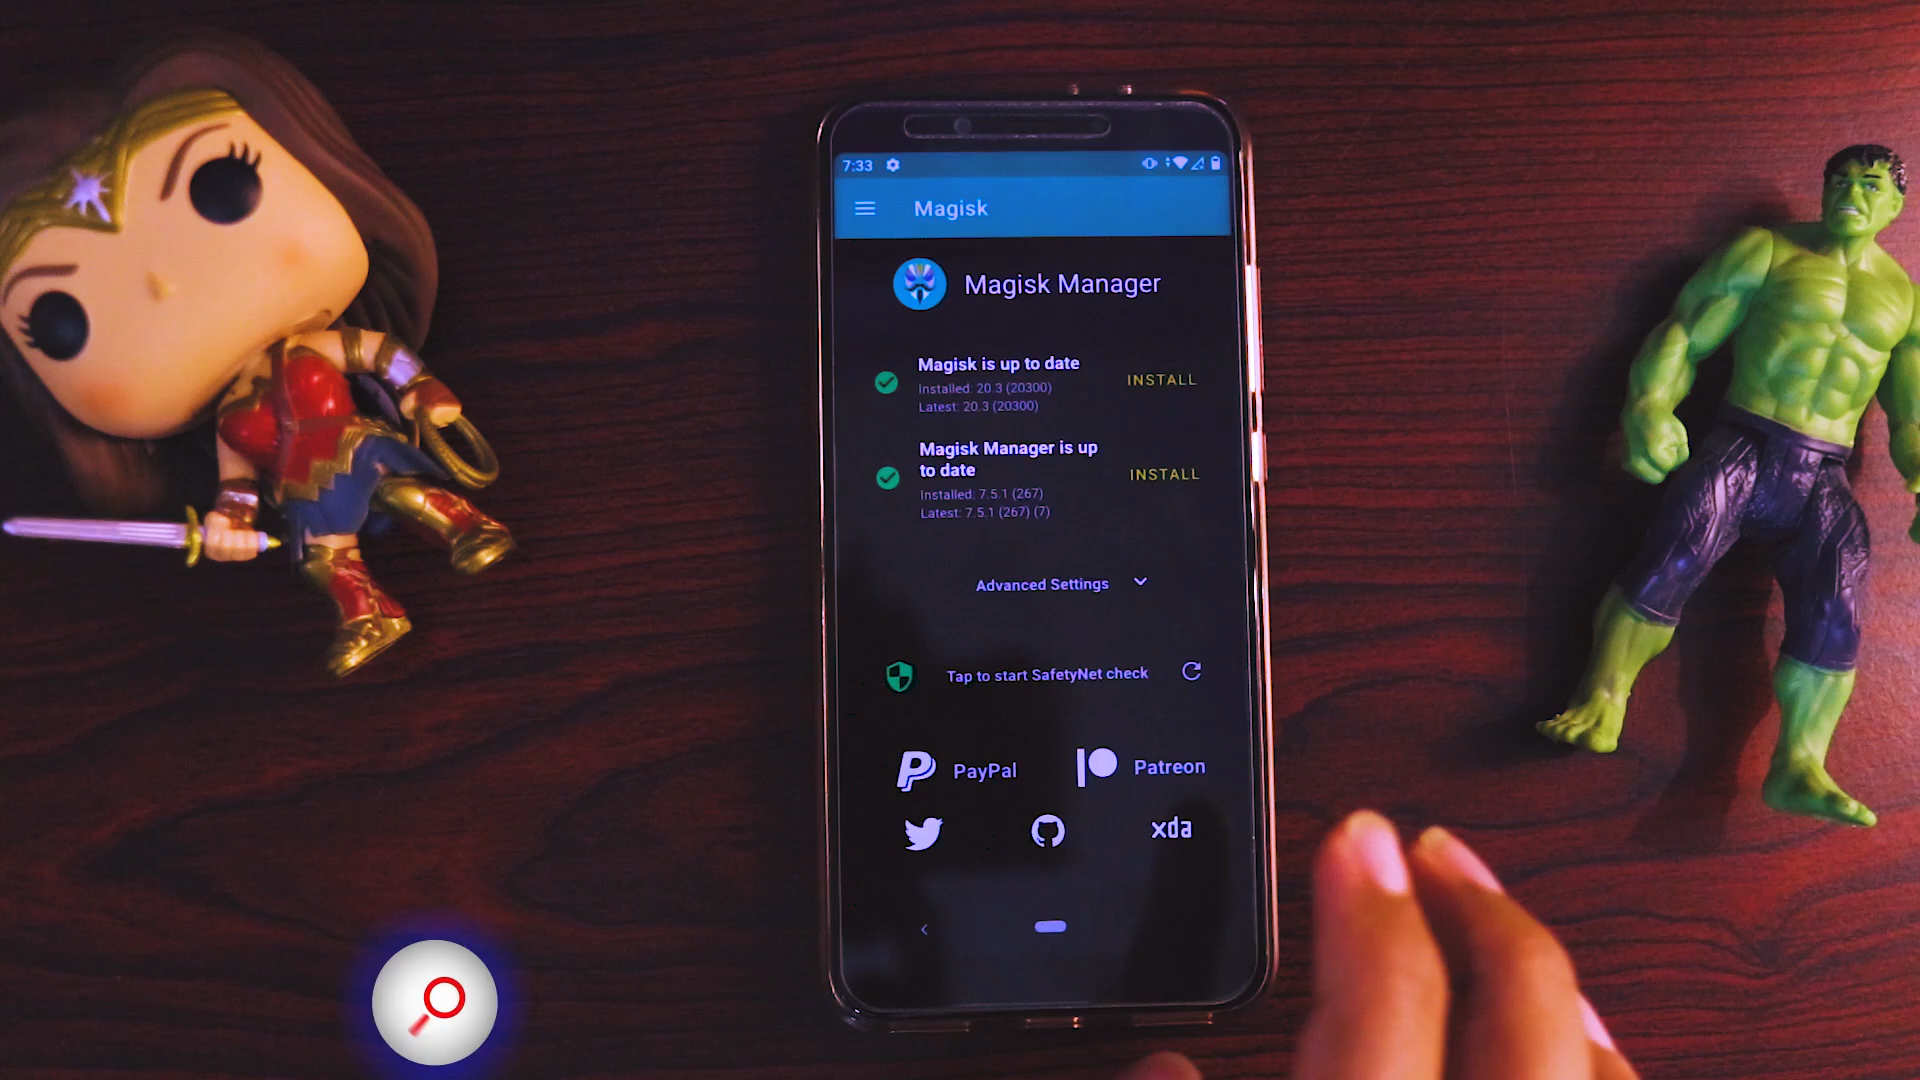 7:33
Magisk
Magisk Manager
Magisk is up to date
Installed: 20.3 (20300)
Latest: 20.3 (20300)
INSTALL
Magisk Manager is up
to date
Installed: 7.5.1 (267)
Latest: 7.5.1 (267) (7)
INSTALL
Advanced Settings
Tap to start SafetyNet check
PayPal
Patreon
xda